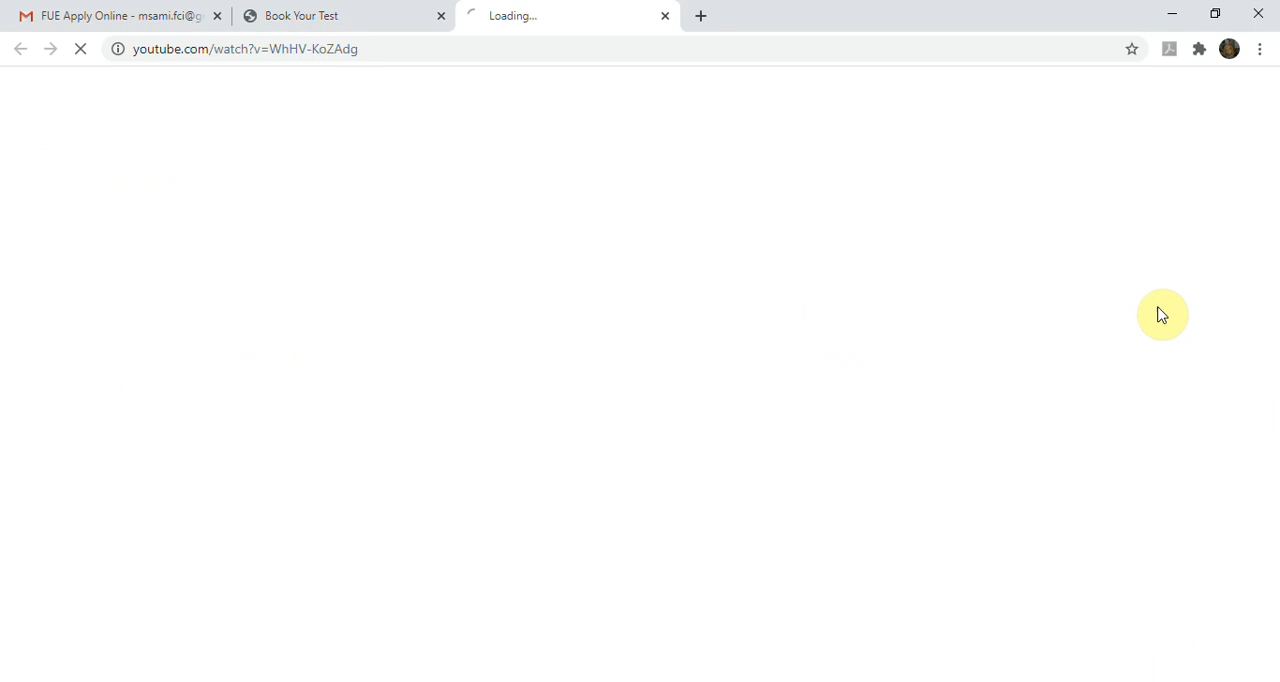 FUE Apply Online - msami.fci@g
Book Your Test
Loading...
youtube.com/watch?v=WhHV-KoZAdg